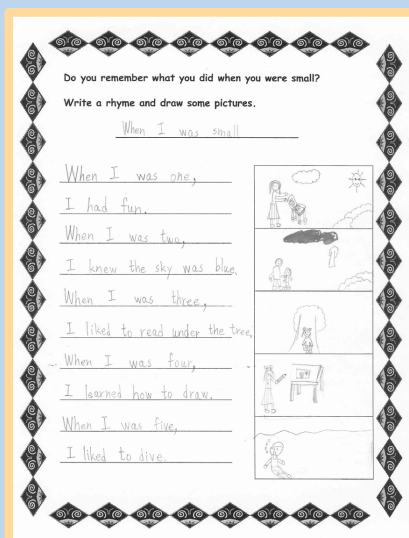 Do you remember what you did when you were small?
Write a rhyme and draw some pictures.
When I was small
When I was one,
I had fun.
When I was two,
I knew the sky was blue.
When I was three,
I liked to read under the tree,
When I was four,
I learned how to draw.
When I was five,
I liked to dive.